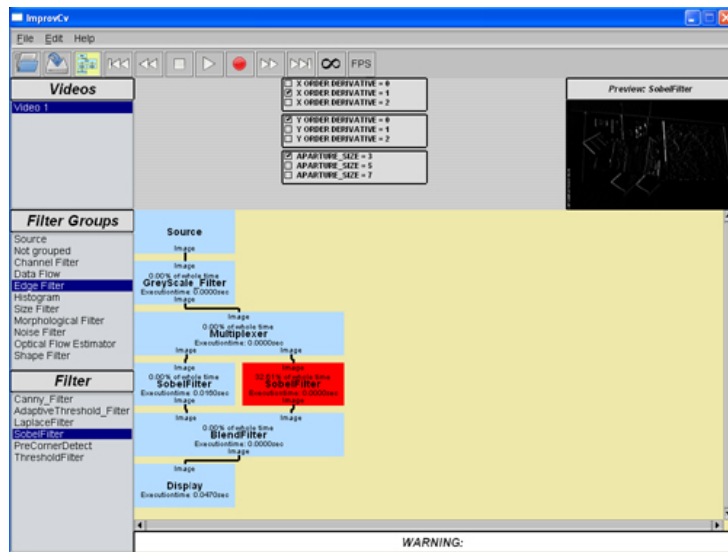 ImprovCv
File Edit Help
FPS
Videos
Video 1
X ORDER DERIVATIVE = 0
X ORDER DERIVATIVE = 1
X ORDER DERIVATIVE = 2
Y ORDER DERIVATIVE = 0
Y ORDER DERIVATIVE = 1
Y ORDER DERIVATIVE = 2
APARTURE_SIZE = 3
APARTURE_SIZE = 5
APARTURE_SIZE = 7
Preview: SobelFilter
Filter Groups
Source
Not grouped
Channel Filter
Data Flow
Edge Filter
Histogram
Size Filter
Morphological Filter
Noise Filter
Optical Flow Estimator
Shape Filter
Filter
Canny_Filter
AdaptiveThreshold_Filter
LaplaceFilter
SobelFilter
PreCornerDetect
ThresholdFilter
Source
Image
Image
0.00% of whole time
GreyScale_Filter
Executiontime: 0.0000sec
Image
Image
0.00% of whole time
Multiplexer
Executiontime: 0.0000sec
Image Image
Image
0.00% of whole time
SobelFilter
Executiontime: 0.0160sec
Image
Image
% of whole time
SobelFilter
Executiontime: 0.0000sec
Image
Image Image
0.00% of whole time
BlendFilter
Executiontime: 0.0000sec
Image
Image
Display
Executiontime: 0.0470sec
WARNING: